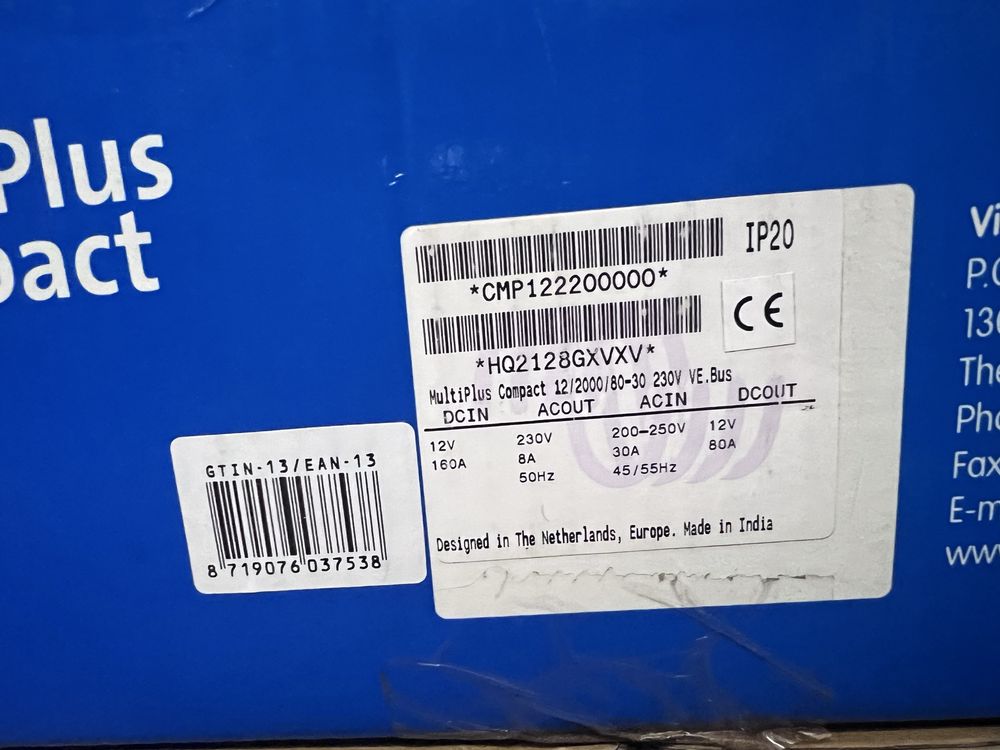 Plus
pact
IP20
*CMP122200000*
CE
*HQ2128GXVXV*
MultiPlus Compact 12/2000/80-30 230V VE.Bus
DCIN ACOUT ACIN DCOUT
12V 230V 200-250V 12V
160A 8A 30A 80A
50Hz 45/55Hz
Designed in The Netherlands, Europe. Made in India
GTIN-13/EAN-13
8 719076 037538
Vi
P.O
130
The
Pho
Fax
E-m
www